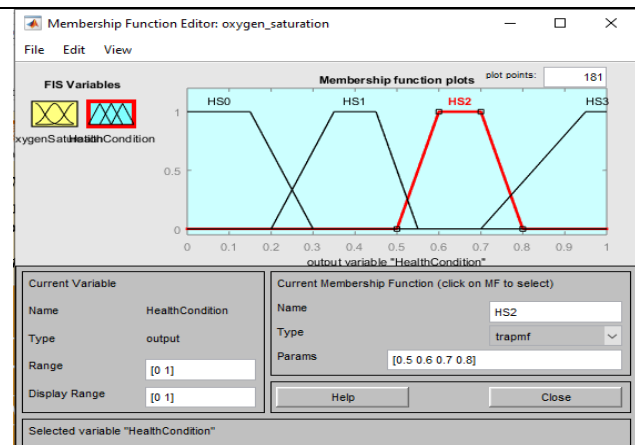 Membership Function Editor: oxygen_saturation
File Edit View
FIS Variables
Membership function plots
plot points: 181
HS0 HS1 HS2 HS3
xygenSatu HealthCondition
1
0.5
0
0 0.1 0.2 0.3 0.4 0.5 0.6 0.7 0.8 0.9 1
output variable "HealthCondition"
Current Variable
Name HealthCondition
Type output
Range [0 1]
Display Range [0 1]
Current Membership Function (click on MF to select)
Name HS2
Type trapmf
Params [0.5 0.6 0.7 0.8]
Help Close
Selected variable "HealthCondition"